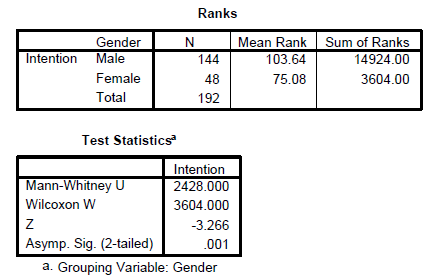 Ranks
Gender N Mean Rank Sum of Ranks
Intention Male 144 103.64 14924.00
Female 48 75.08 3604.00
Total 192
Test Statisticsa
Intention
Mann-Whitney U 2428.000
Wilcoxon W 3604.000
Z -3.266
Asymp. Sig. (2-tailed) .001
a. Grouping Variable: Gender